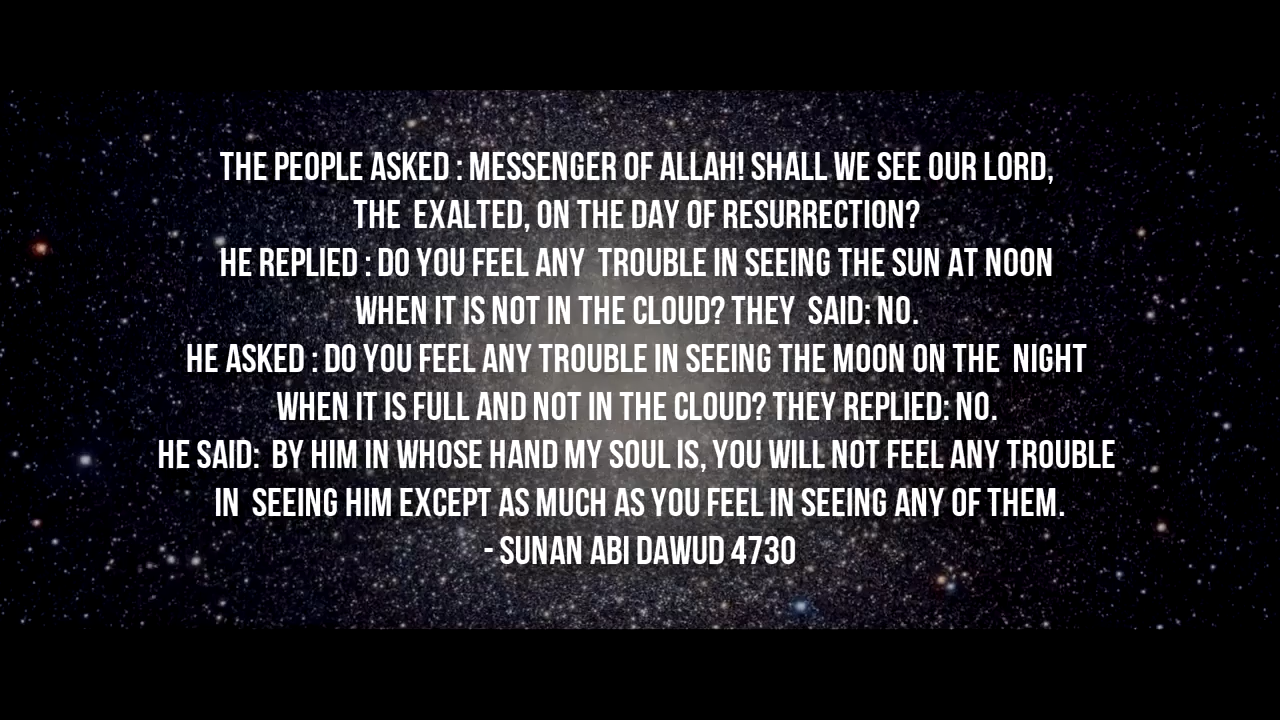 THE PEOPLE ASKED : MESSENGER OF ALLAH! SHALL WE SEE OUR LORD,
THE  EXALTED, ON THE DAY OF RESURRECTION?
HE REPLIED : DO YOU FEEL ANY  TROUBLE IN SEEING THE SUN AT NOON
WHEN IT IS NOT IN THE CLOUD? THEY  SAID: NO.
HE ASKED : DO YOU FEEL ANY TROUBLE IN SEEING THE MOON ON THE  NIGHT
WHEN IT IS FULL AND NOT IN THE CLOUD? THEY REPLIED: NO.
HE SAID:  BY HIM IN WHOSE HAND MY SOUL IS, YOU WILL NOT FEEL ANY TROUBLE
IN  SEEING HIM EXCEPT AS MUCH AS YOU FEEL IN SEEING ANY OF THEM.
- SUNAN ABI DAWUD 4730